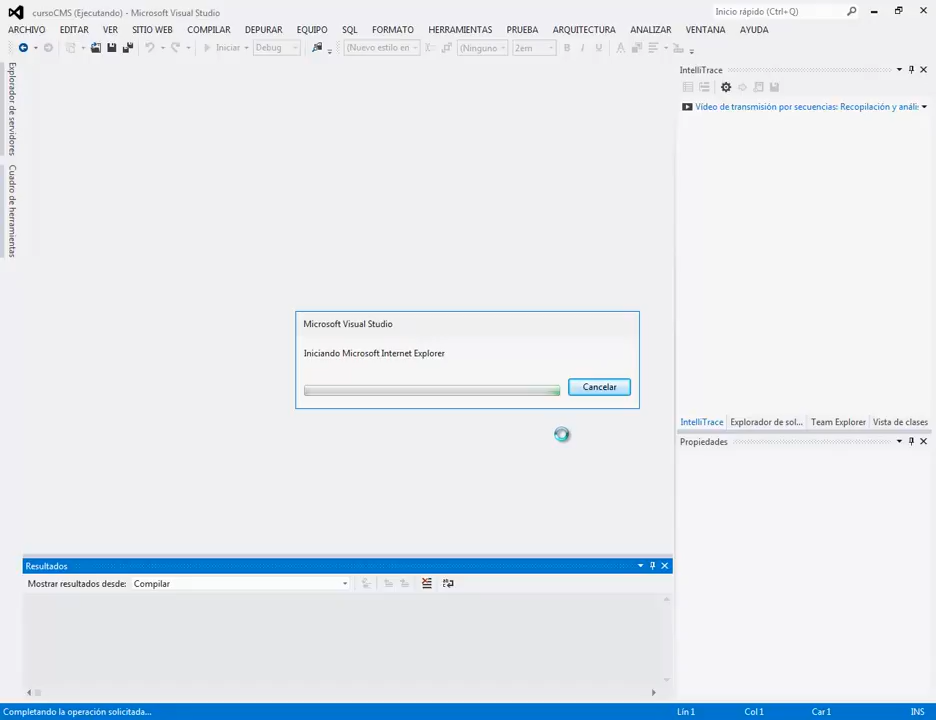 cursoCMS (Ejecutando) - Microsoft Visual Studio
Inicio rápido (Ctrl+Q)
ARCHIVO EDITAR VER SITIO WEB COMPILAR DEPURAR EQUIPO SQL FORMATO HERRAMIENTAS PRUEBA ARQUITECTURA ANALIZAR VENTANA AYUDA
Iniciar Debug (Nuevo estilo en (Ninguno 2em B I U A
Explorador de servidores
Cuadro de herramientas
IntelliTrace
Vídeo de transmisión por secuencias: Recopilación y anális
Microsoft Visual Studio
Iniciando Microsoft Internet Explorer
Cancelar
IntelliTrace Explorador de sol... Team Explorer Vista de clases
Propiedades
Resultados
Mostrar resultados desde: Compilar
Completando la operación solicitada...
Lín 1 Col 1 Car 1 INS